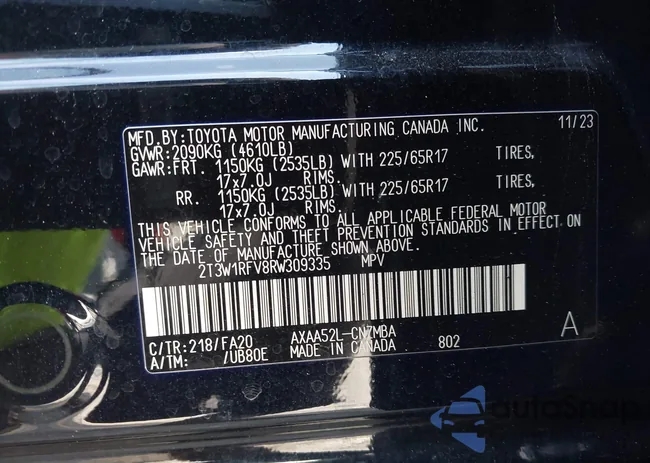 MFD.BY:TOYOTA MOTOR MANUFACTURING CANADA INC. 11/23
GVWR:2090KG (4610LB)
GAWR:FRT. 1150KG (2535LB) WITH 225/65R17 TIRES,
17x7.0J RIMS,
RR. 1150KG (2535LB) WITH 225/65R17 TIRES,
17x7.0J RIMS,
THIS VEHICLE CONFORMS TO ALL APPLICABLE FEDERAL MOTOR
VEHICLE SAFETY AND THEFT PREVENTION STANDARDS IN EFFECT ON
THE DATE OF MANUFACTURE SHOWN ABOVE.
2T3W1RFV8RW309335 MPV
C/TR:218/FA20 AXAA52L-CNZMBA A
A/TM: /UB80E MADE IN CANADA 802
autoSnap